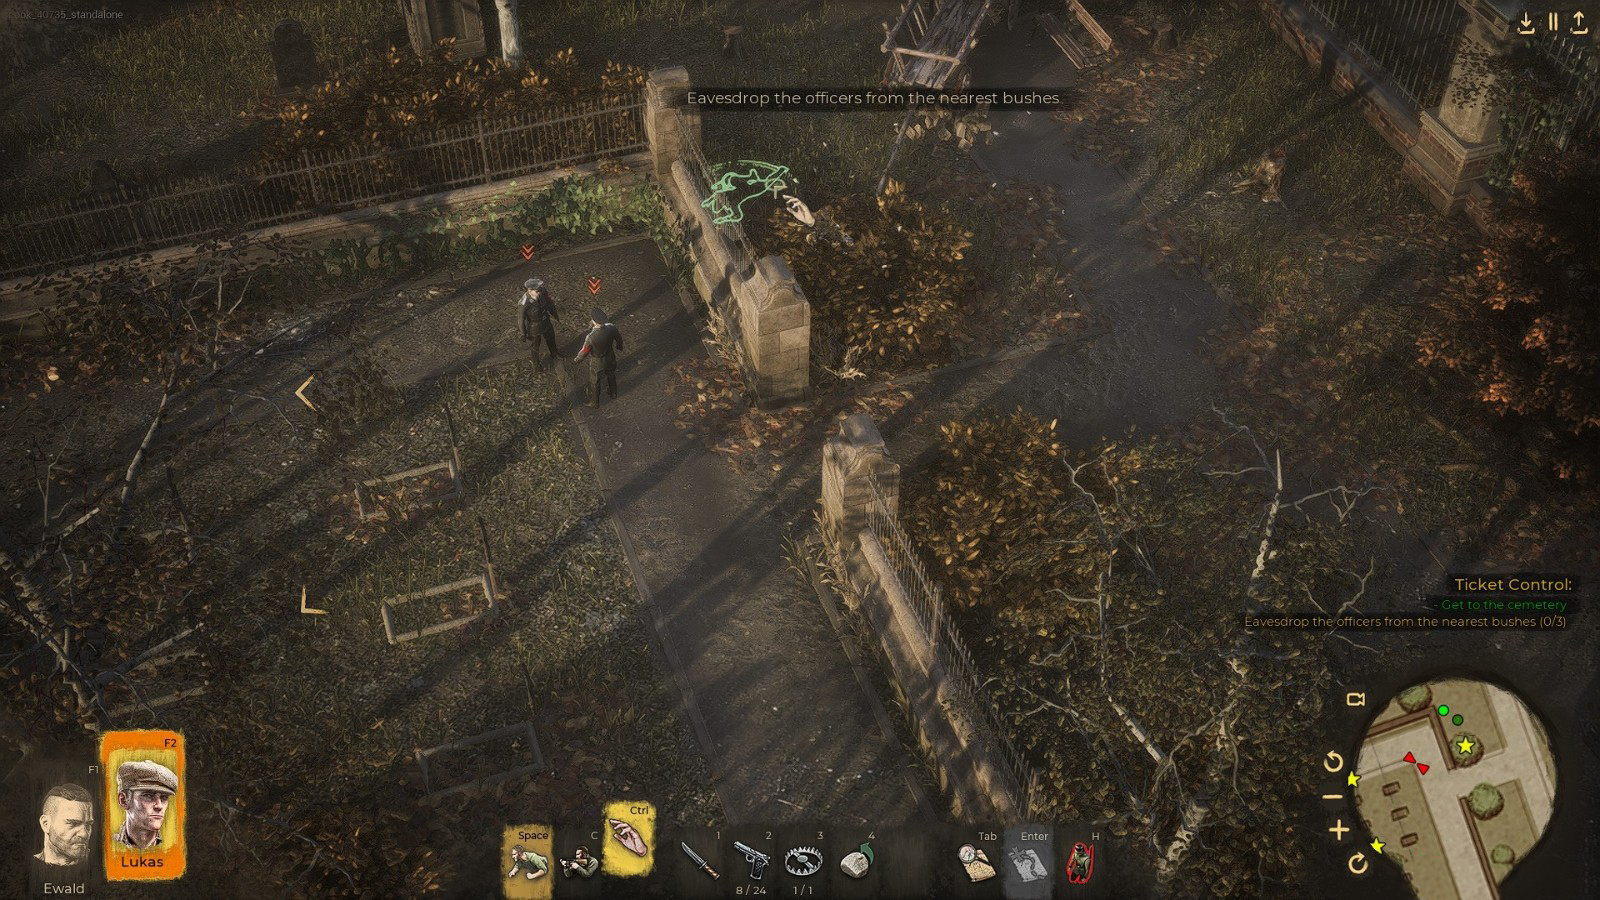 Eavesdrop the officers from the nearest bushes.
Ticket Control:
- Get to the cemetery
Eavesdrop the officers from the nearest bushes (0/3)
F1
Ewald
F2
Lukas
Space
C
Ctrl
1
2
8 / 24
3
1 / 1
4
Tab
Enter
H